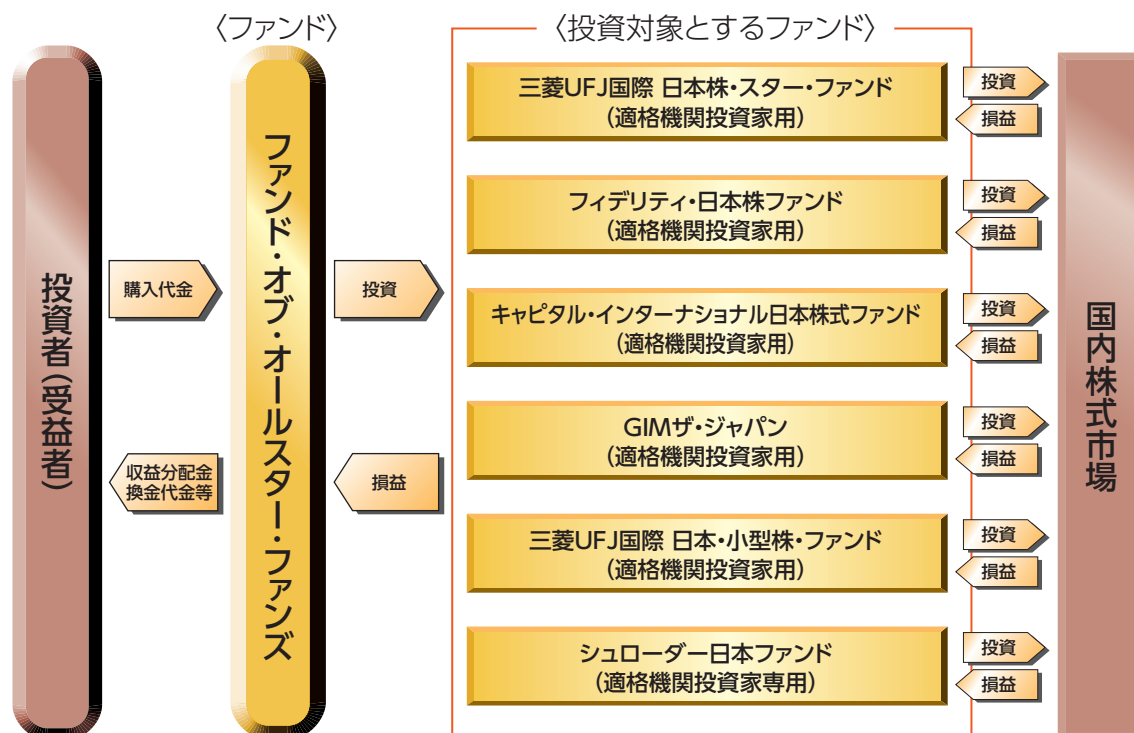 〈ファンド〉
〈投資対象とするファンド〉
投資者(受益者)
購入代金
収益分配金
換金代金等
ファンド・オブ・オールスター・ファンズ
投資
損益
三菱UFJ国際 日本株・スター・ファンド
(適格機関投資家用)
投資
損益
フィデリティ・日本株ファンド
(適格機関投資家用)
投資
損益
キャピタル・インターナショナル日本株式ファンド
(適格機関投資家用)
投資
損益
GIMザ・ジャパン
(適格機関投資家用)
投資
損益
三菱UFJ国際 日本・小型株・ファンド
(適格機関投資家用)
投資
損益
シュローダー日本ファンド
(適格機関投資家専用)
投資
損益
国内株式市場